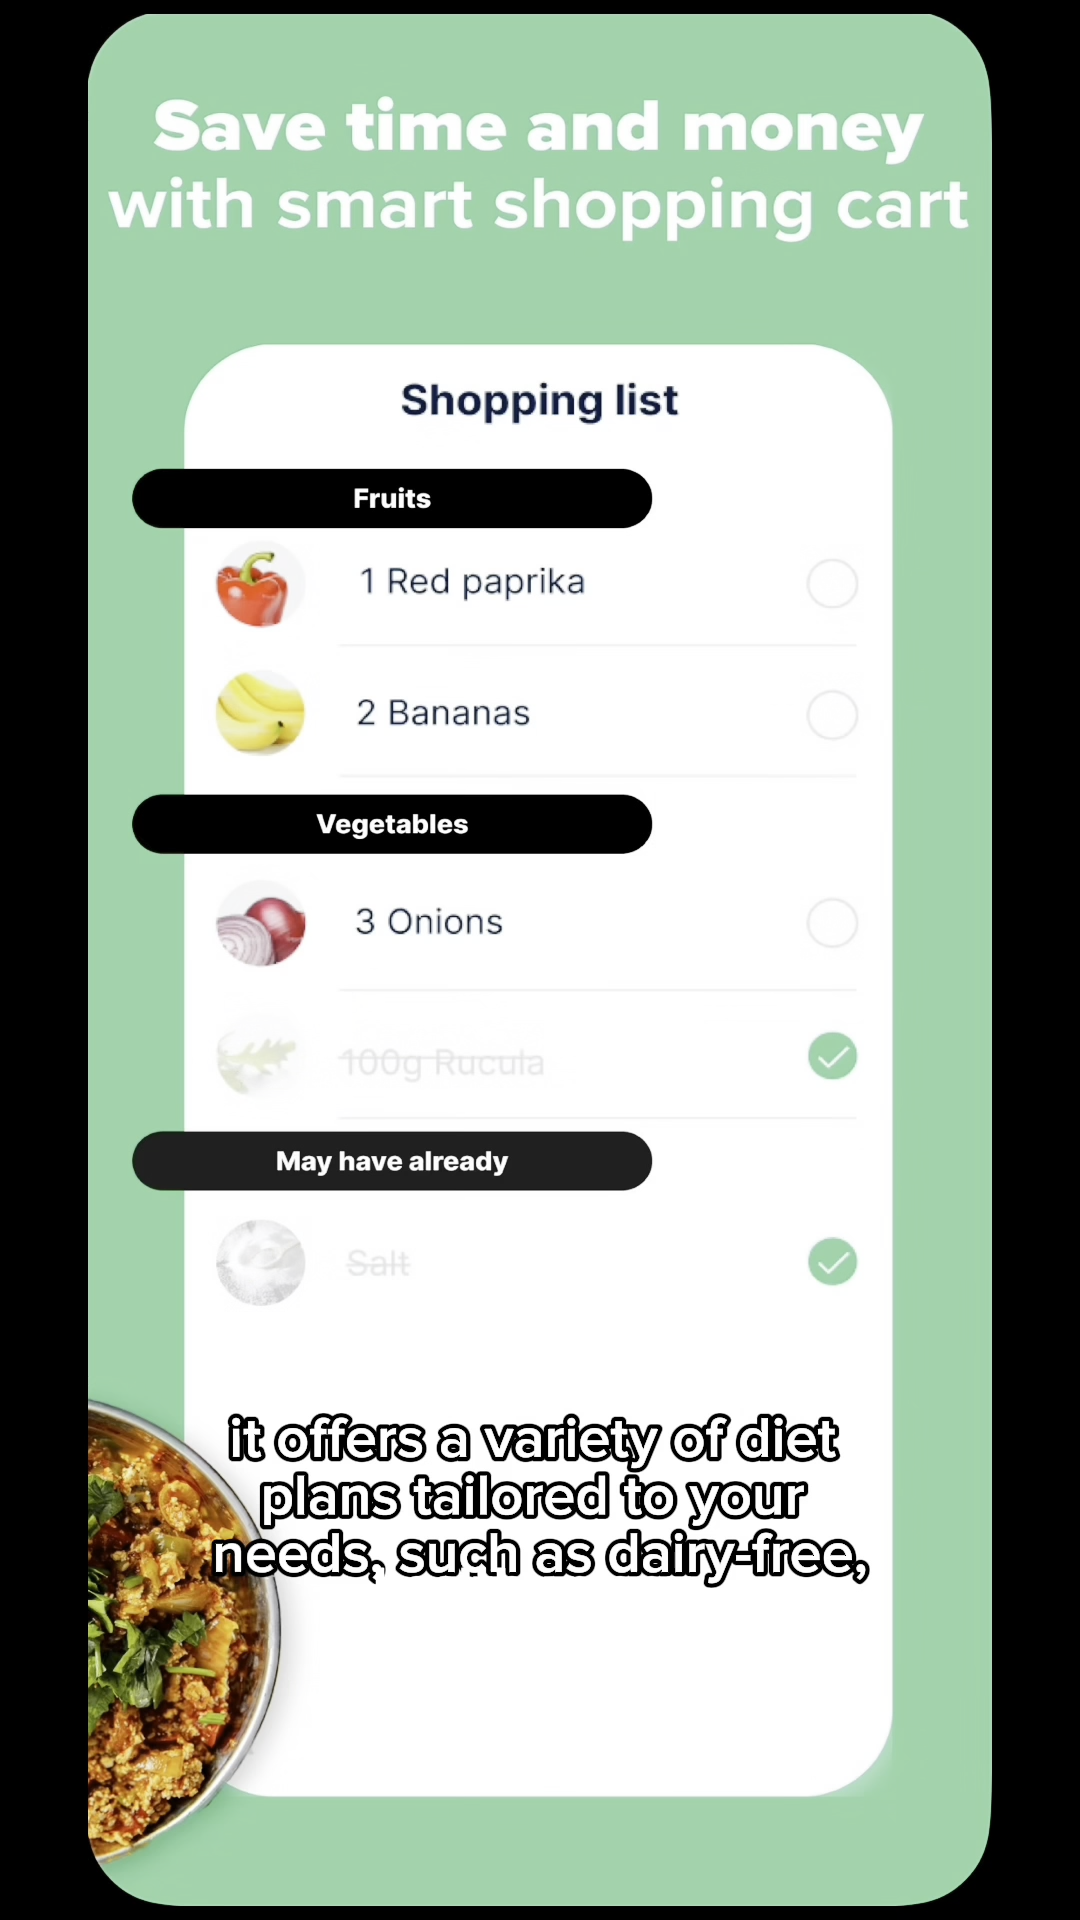 Save time and money
with smart shopping cart
Shopping list
Fruits
1 Red paprika
2 Bananas
Vegetables
3 Onions
100g Rucula
May have already
Salt
it offers a variety of diet
plans tailored to your
needs, such as dairy-free,